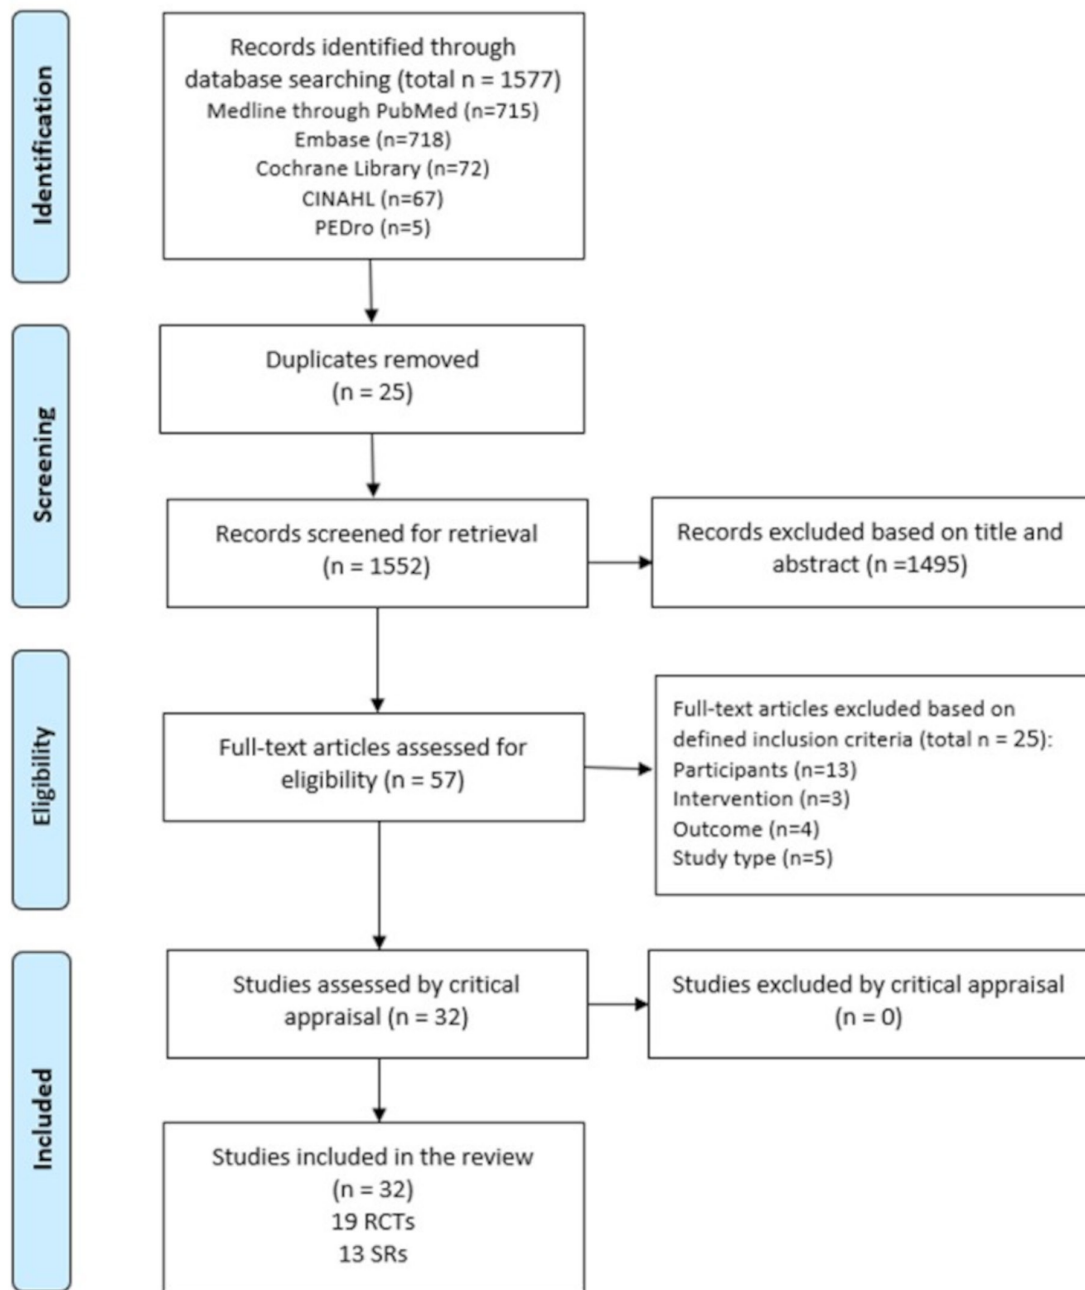 Identification
Records identified through
database searching (total n = 1577)
Medline through PubMed (n=715)
Embase (n=718)
Cochrane Library (n=72)
CINAHL (n=67)
PEDro (n=5)
Screening
Duplicates removed
(n = 25)
Records screened for retrieval
(n = 1552)
Records excluded based on title and
abstract (n =1495)
Eligibility
Full-text articles assessed for
eligibility (n = 57)
Full-text articles excluded based on
defined inclusion criteria (total n = 25):
Participants (n=13)
Intervention (n=3)
Outcome (n=4)
Study type (n=5)
Included
Studies assessed by critical
appraisal (n = 32)
Studies excluded by critical appraisal
(n = 0)
Studies included in the review
(n = 32)
19 RCTs
13 SRs